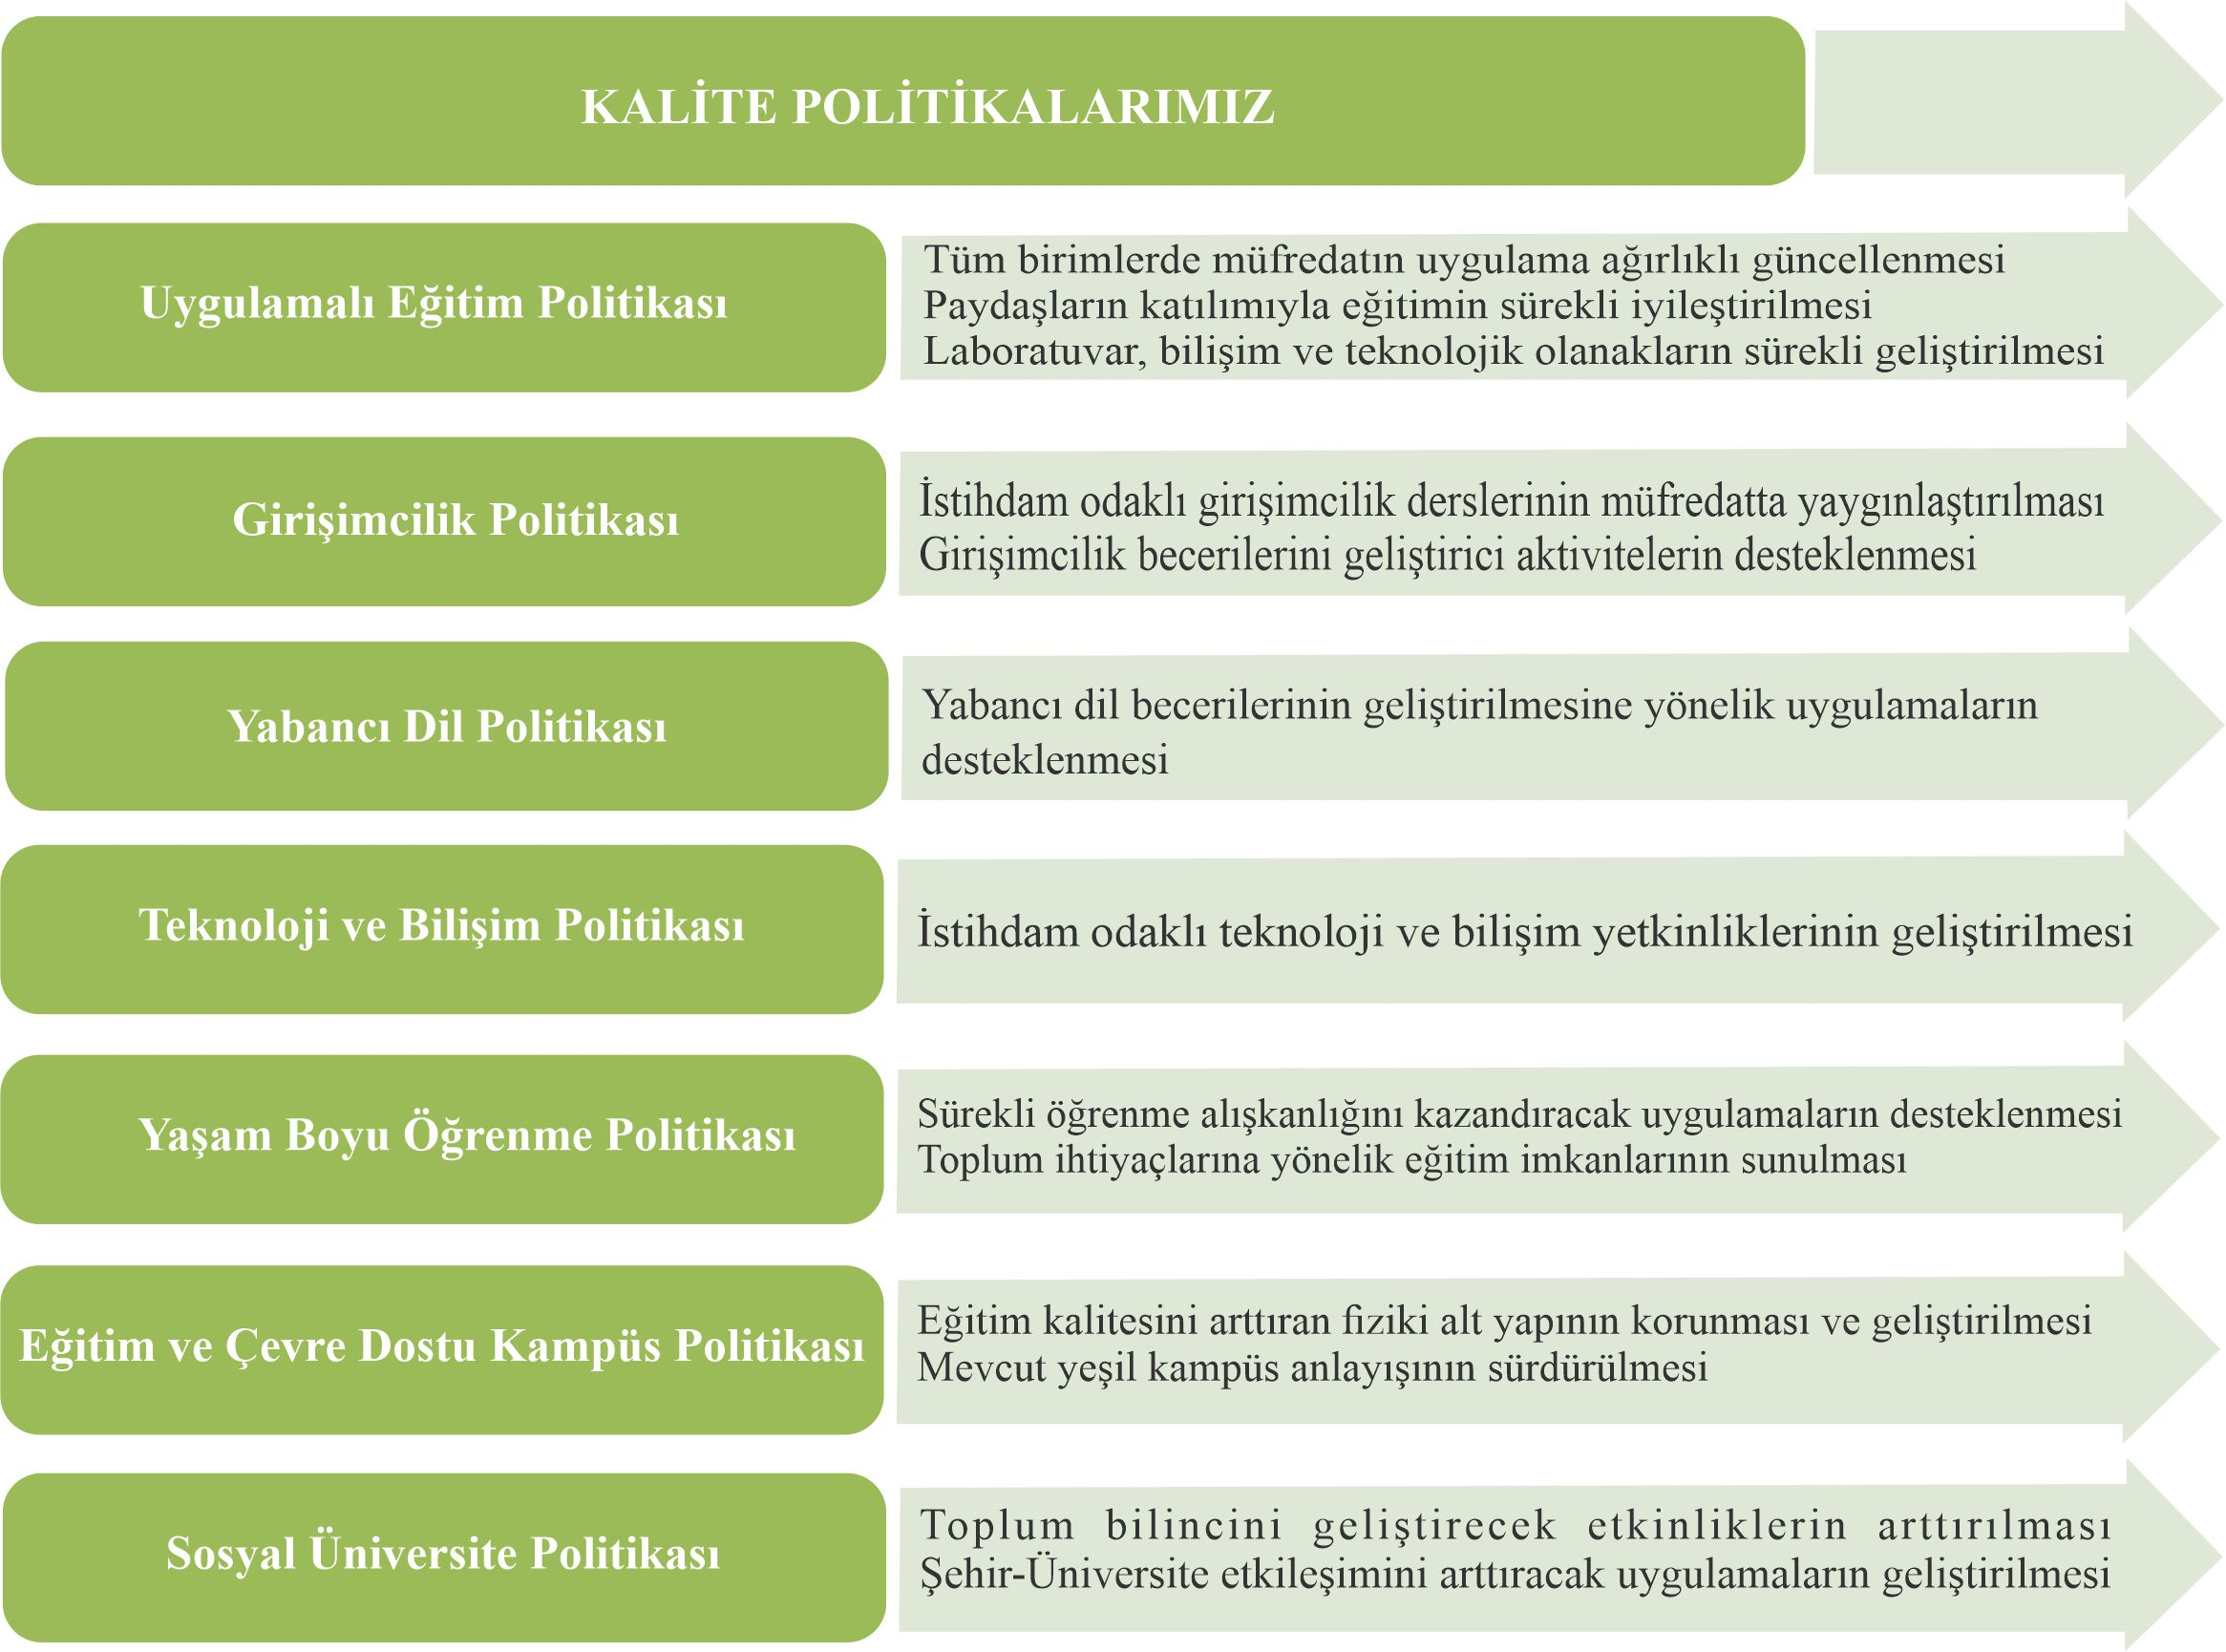 KALİTE POLİTİKALARIMIZ
Uygulamalı Eğitim Politikası
Tüm birimlerde müfredatın uygulama ağırlıklı güncellenmesi
Paydaşların katılımıyla eğitimin sürekli iyileştirilmesi
Laboratuvar, bilişim ve teknolojik olanakların sürekli geliştirilmesi
Girişimcilik Politikası
İstihdam odaklı girişimcilik derslerinin müfredatta yaygınlaştırılması
Girişimcilik becerilerini geliştirici aktivitelerin desteklenmesi
Yabancı Dil Politikası
Yabancı dil becerilerinin geliştirilmesine yönelik uygulamaların
desteklenmesi
Teknoloji ve Bilişim Politikası
İstihdam odaklı teknoloji ve bilişim yetkinliklerinin geliştirilmesi
Yaşam Boyu Öğrenme Politikası
Sürekli öğrenme alışkanlığını kazandıracak uygulamaların desteklenmesi
Toplum ihtiyaçlarına yönelik eğitim imkanlarının sunulması
Eğitim ve Çevre Dostu Kampüs Politikası
Eğitim kalitesini arttıran fiziki alt yapının korunması ve geliştirilmesi
Mevcut yeşil kampüs anlayışının sürdürülmesi
Sosyal Üniversite Politikası
Toplum bilincini geliştirecek etkinliklerin arttırılması
Şehir-Üniversite etkileşimini arttıracak uygulamaların geliştirilmesi